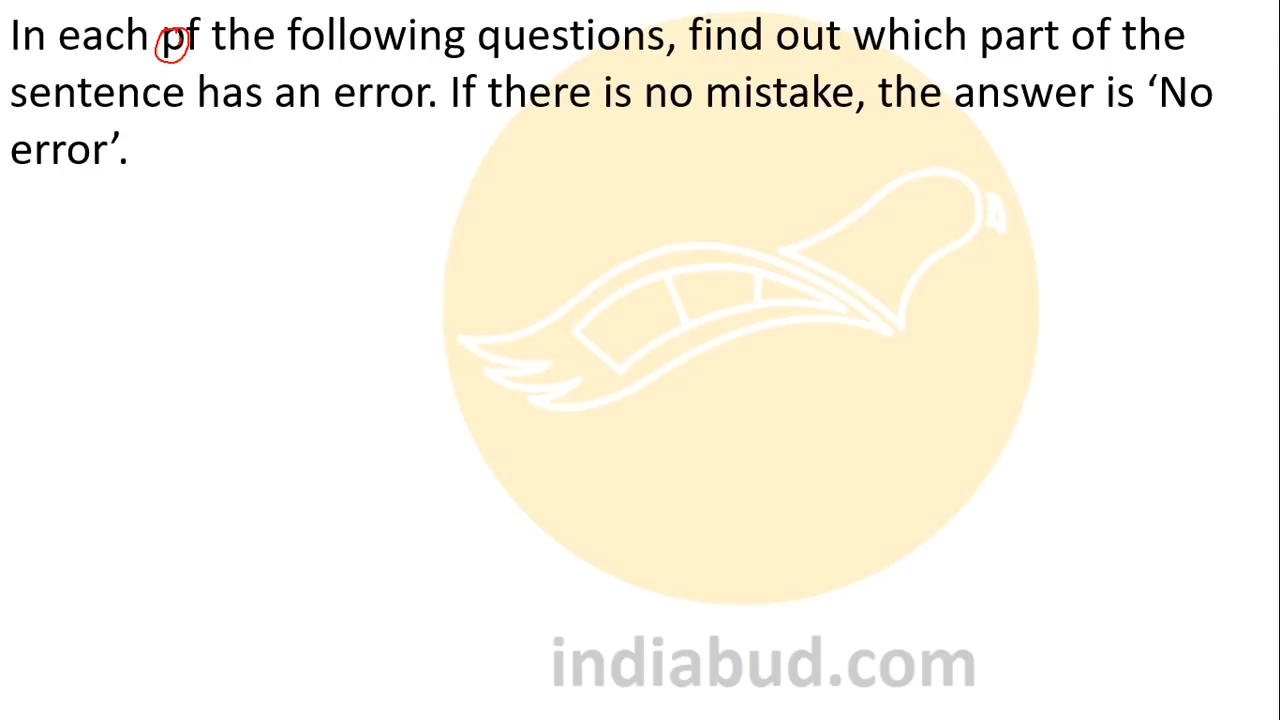 In each pf the following questions, find out which part of the
sentence has an error. If there is no mistake, the answer is ‘No
error’.
indiabud.com